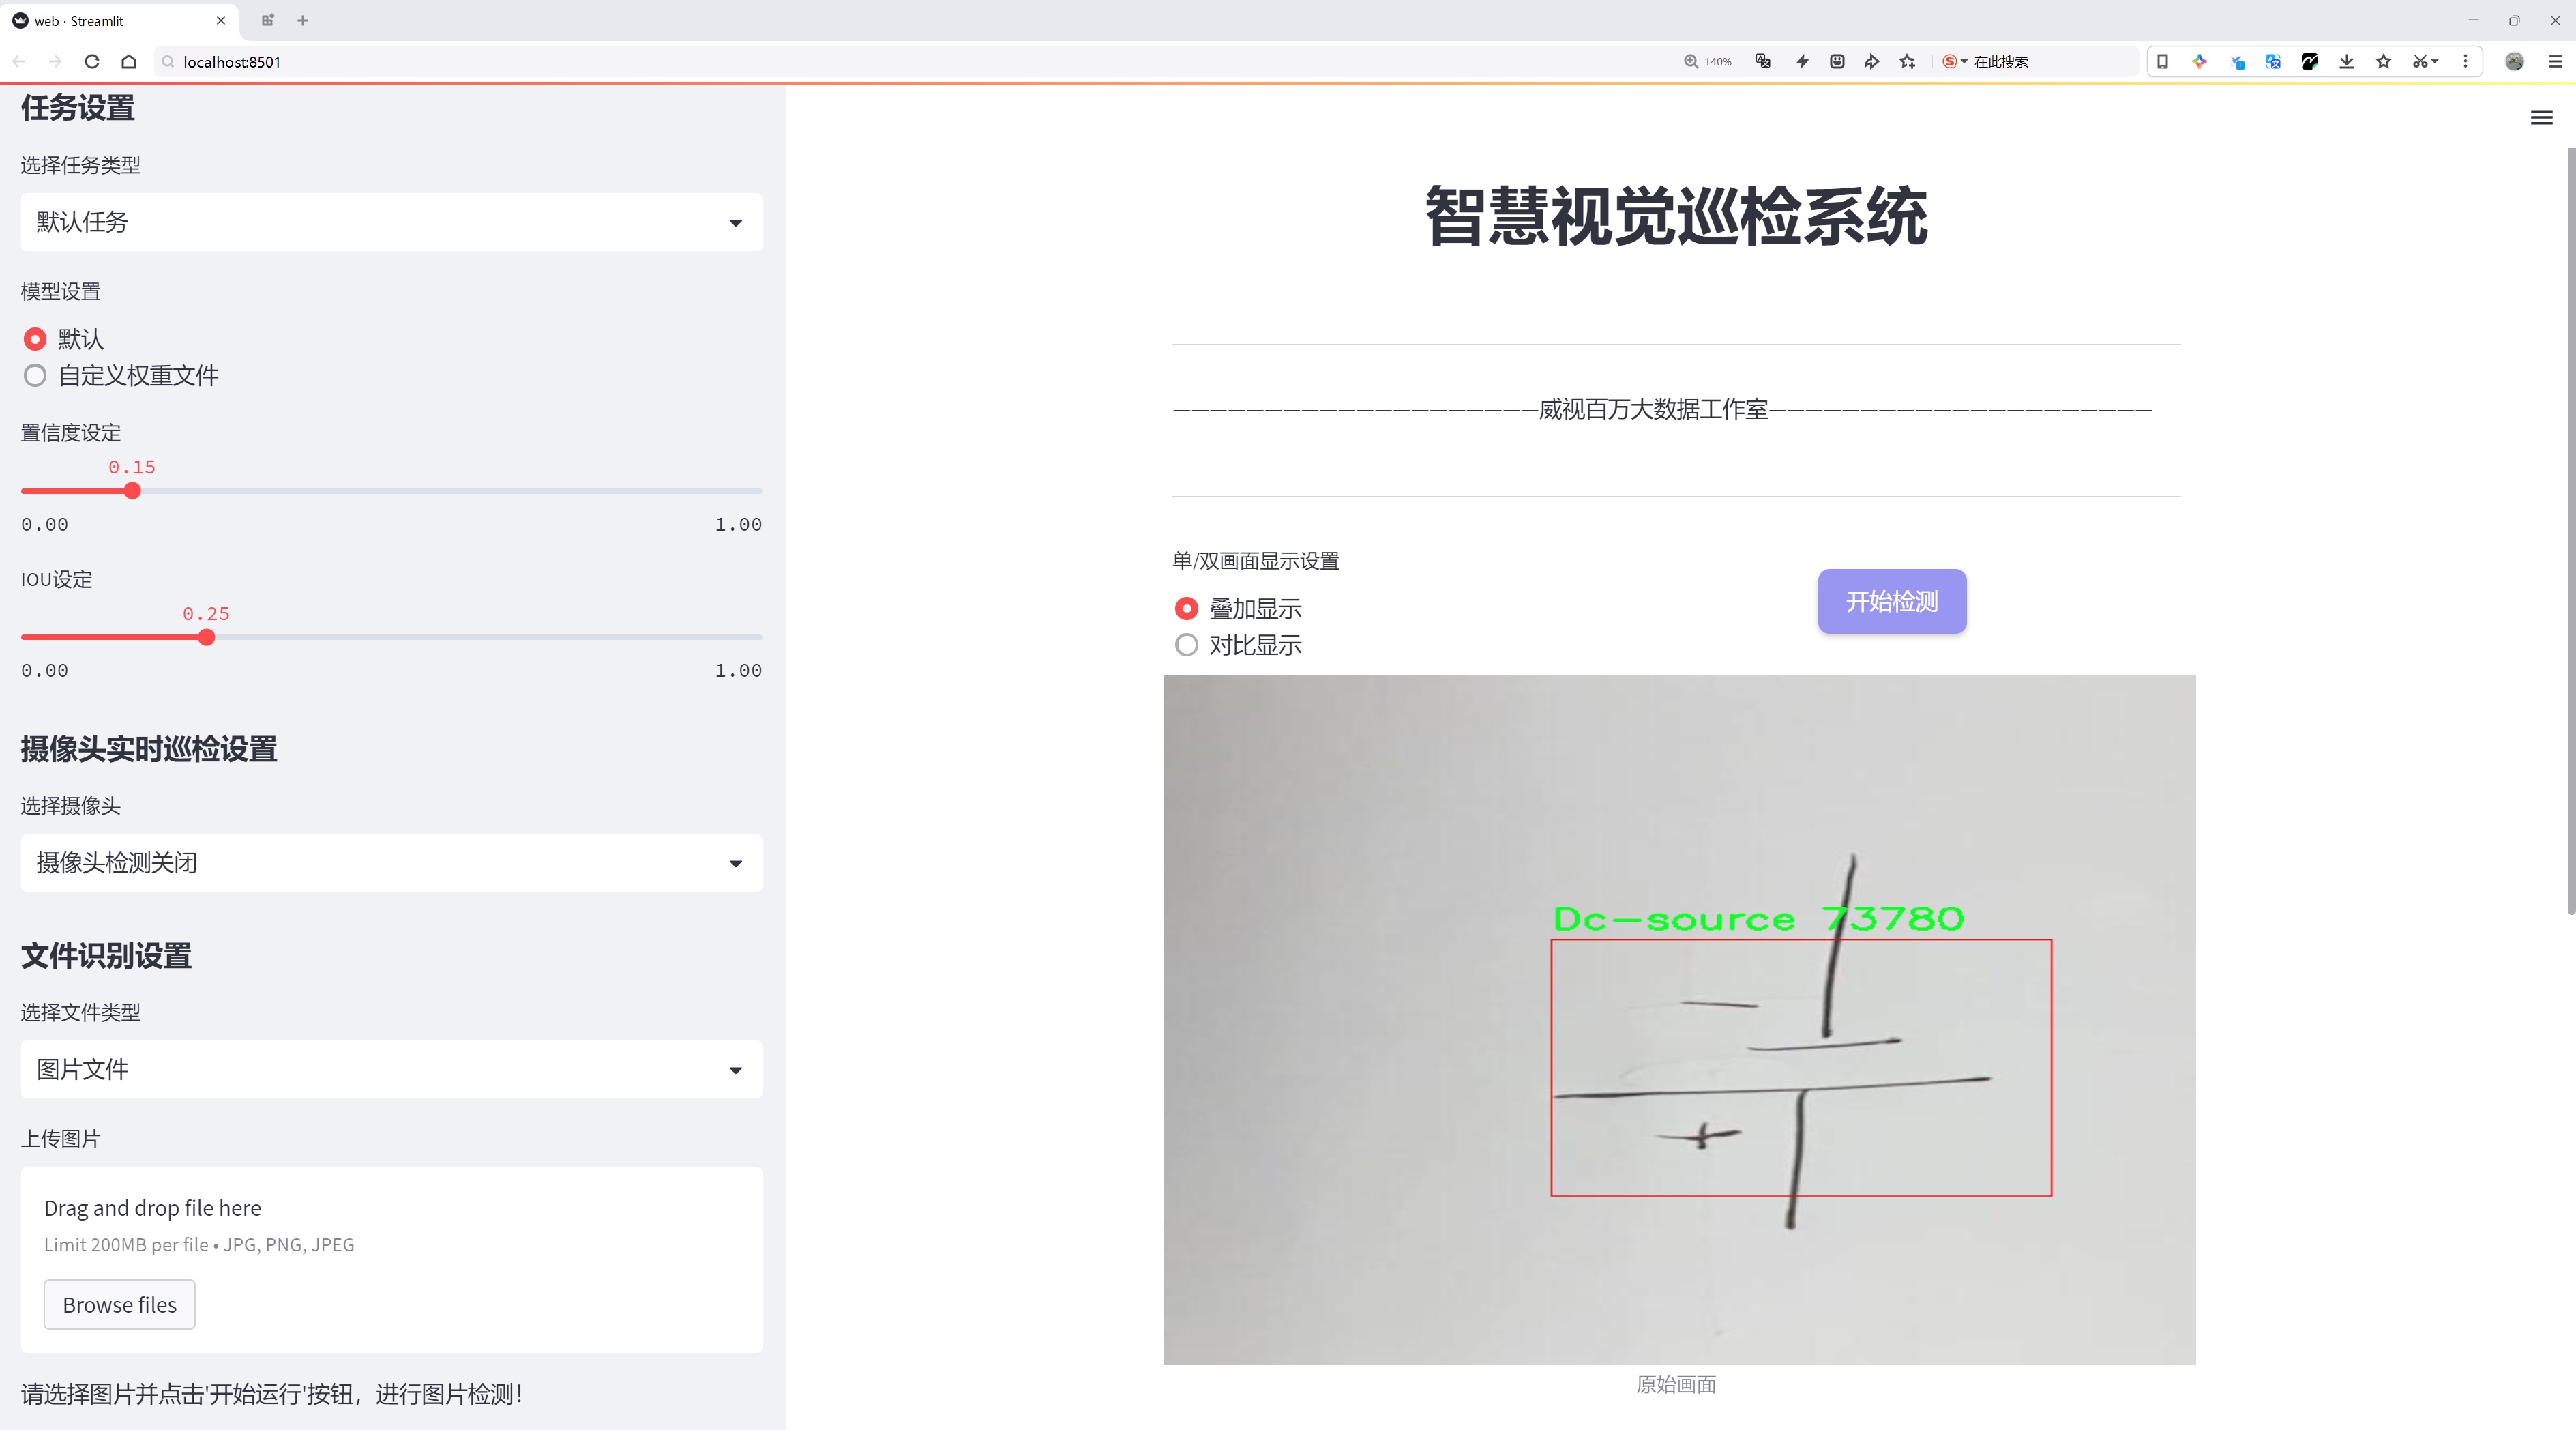 web · Streamlit
localhost:8501
140%
在此搜索
任务设置
选择任务类型
默认任务
模型设置
默认
自定义权重文件
置信度设定
0.15
0.00 1.00
IOU设定
0.25
0.00 1.00
摄像头实时巡检设置
选择摄像头
摄像头检测关闭
文件识别设置
选择文件类型
图片文件
上传图片
Drag and drop file here
Limit 200MB per file • JPG, PNG, JPEG
Browse files
请选择图片并点击'开始运行'按钮，进行图片检测！
智慧视觉巡检系统
————————————————————威视百万大数据工作室—————————————————————
单/双画面显示设置
叠加显示
对比显示
开始检测
Dc-source 73780
原始画面